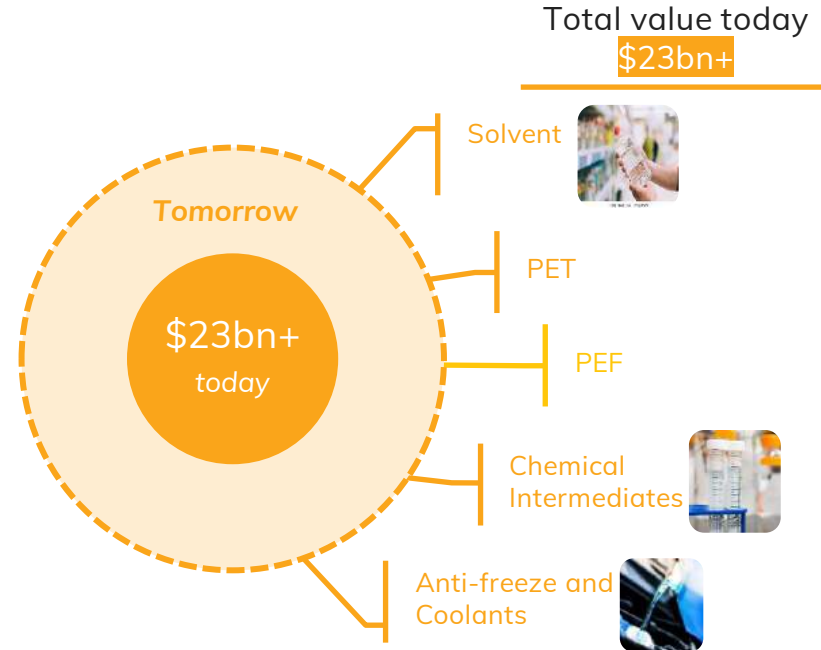 Total value today
$23bn+
Solvent
Tomorrow
PET
$23bn+
today
PEF
Chemical
Intermediates
Anti-freeze and
Coolants